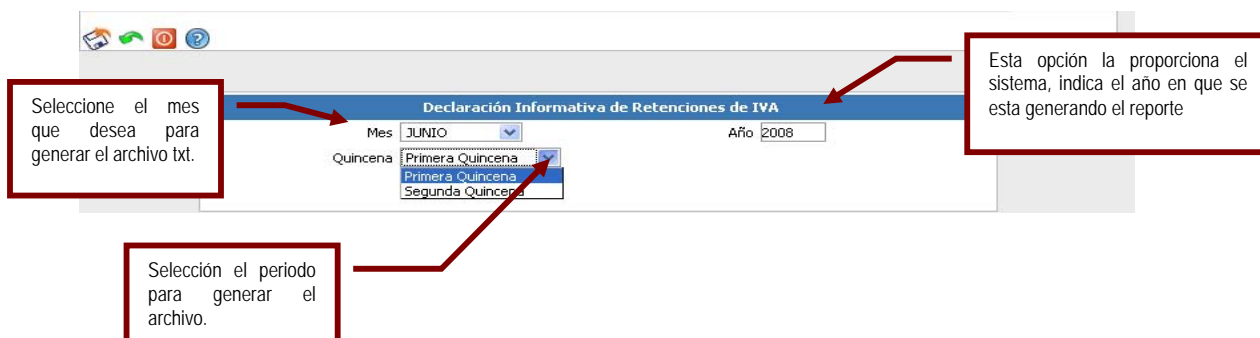 Esta opción la proporciona el
sistema, indica el año en que se
esta generando el reporte
Seleccione el mes
que desea para
generar el archivo txt.
Declaración Informativa de Retenciones de IVA
Mes JUNIO Año 2008
Quincena Primera Quincena
Primera Quincena
Segunda Quincena
Selección el periodo
para generar el
archivo.